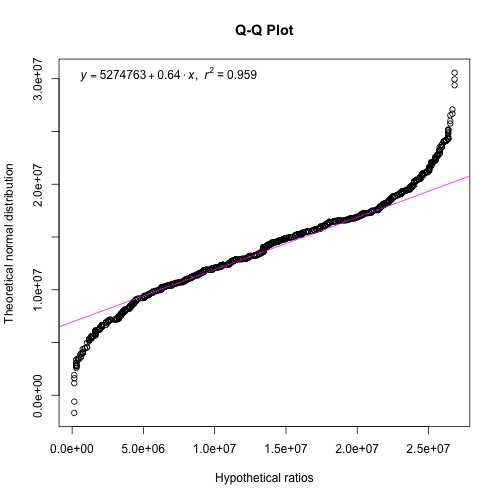 Q-Q Plot
y = 5274763 + 0.64 · x, r² = 0.959
3.0e+07
2.0e+07
1.0e+07
0.0e+00
Theoretical normal distribution
0.0e+00 5.0e+06 1.0e+07 1.5e+07 2.0e+07 2.5e+07
Hypothetical ratios